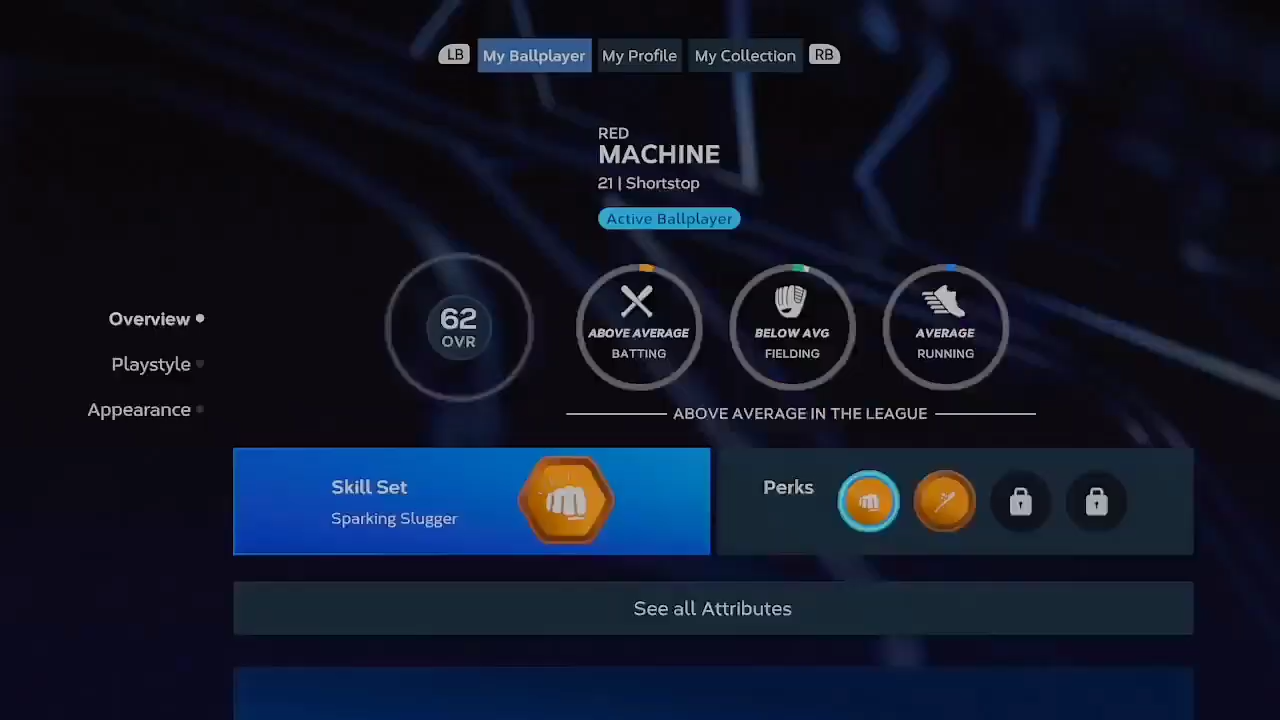 LB My Ballplayer My Profile My Collection RB
RED
MACHINE
21 | Shortstop
Active Ballplayer
Overview
Playstyle
Appearance
62
OVR
ABOVE AVERAGE
BATTING
BELOW AVG
FIELDING
AVERAGE
RUNNING
ABOVE AVERAGE IN THE LEAGUE
Skill Set
Sparking Slugger
Perks
See all Attributes